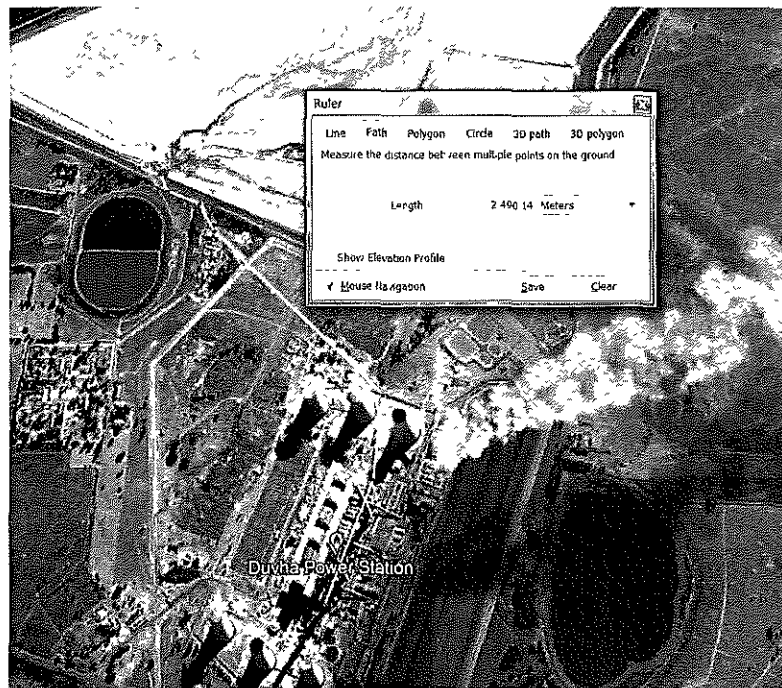 Ruler
Line Path Polygon Circle 3D path 3D polygon
Measure the distance between multiple points on the ground
Length 2 490 14 Meters
Show Elevation Profile
Mouse Navigation Save Clear
Duvha Power Station